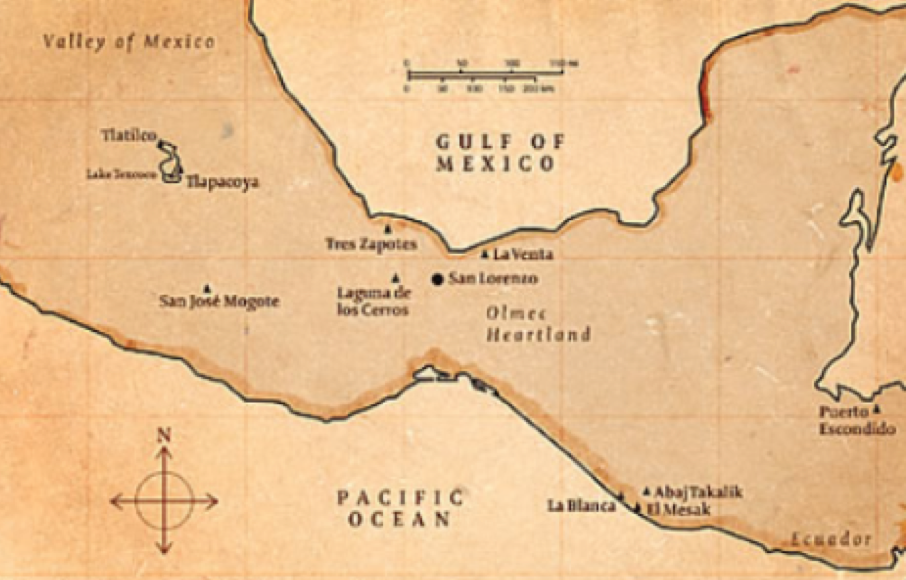 Valley of Mexico
0 50 100 150 mi
0 50 100 150 200 km
GULF OF
MEXICO
Tlatilco
Lake Texcoco
Tlapacoya
Tres Zapotes
La Venta
San Lorenzo
San José Mogote
Laguna de
los Cerros
Olmec
Heartland
Puerto
Escondido
N
PACIFIC
OCEAN
La Blanca
Abaj Takalik
El Mesak
Ecuador